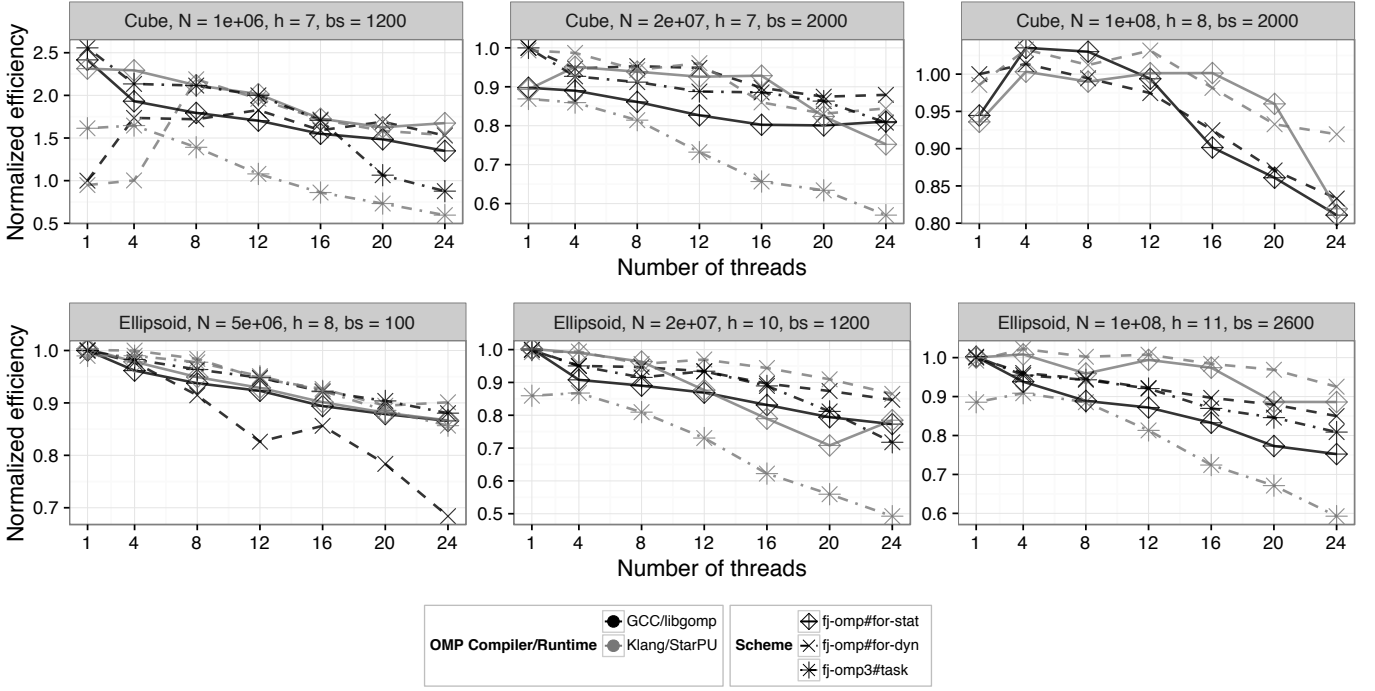 Cube, N = 1e+06, h = 7, bs = 1200
Cube, N = 2e+07, h = 7, bs = 2000
Cube, N = 1e+08, h = 8, bs = 2000
Normalized efficiency
2.5
2.0
1.5
1.0
0.5
1 4 8 12 16 20 24
1.0
0.9
0.8
0.7
0.6
1 4 8 12 16 20 24
1.00
0.95
0.90
0.85
0.80
1 4 8 12 16 20 24
Number of threads
Ellipsoid, N = 5e+06, h = 8, bs = 100
Ellipsoid, N = 2e+07, h = 10, bs = 1200
Ellipsoid, N = 1e+08, h = 11, bs = 2600
Normalized efficiency
1.0
0.9
0.8
0.7
1 4 8 12 16 20 24
1.0
0.9
0.8
0.7
0.6
0.5
1 4 8 12 16 20 24
1.0
0.9
0.8
0.7
0.6
1 4 8 12 16 20 24
Number of threads
OMP Compiler/Runtime
GCC/libgomp
Klang/StarPU
Scheme
fj-omp#for-stat
fj-omp#for-dyn
fj-omp3#task